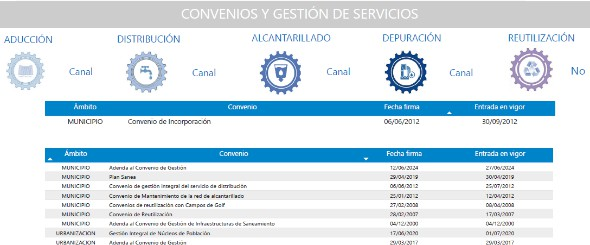 CONVENIOS Y GESTIÓN DE SERVICIOS
ADUCCIÓN DISTRIBUCIÓN ALCANTARILLADO DEPURACIÓN REUTILIZACIÓN
Canal Canal Canal Canal No
Ámbito Convenio Fecha firma Entrada en vigor
MUNICIPIO Convenio de Incorporación 06/06/2012 30/09/2012
Ámbito Convenio Fecha firma Entrada en vigor
MUNICIPIO Adenda al Convenio de Gestión 12/06/2024 27/06/2024
MUNICIPIO Plan Sanea 29/04/2019 30/04/2019
MUNICIPIO Convenio de gestión integral del servicio de distribución 06/06/2012 25/07/2012
MUNICIPIO Convenio de Mantenimiento de la red de alcantarillado 25/01/2012 12/04/2012
MUNICIPIO Convenios de reutilización con Campos de Golf 27/02/2008 08/04/2008
MUNICIPIO Convenio de Reutilización 28/02/2007 17/03/2007
MUNICIPIO Convenio de Gestión de Infraestructuras de Saneamiento 04/12/2000 04/12/2000
URBANIZACION Gestión Integral de Núcleos de Población 17/06/2020 01/07/2020
URBANIZACION Adenda al Convenio de Gestión 29/03/2017 29/03/2017